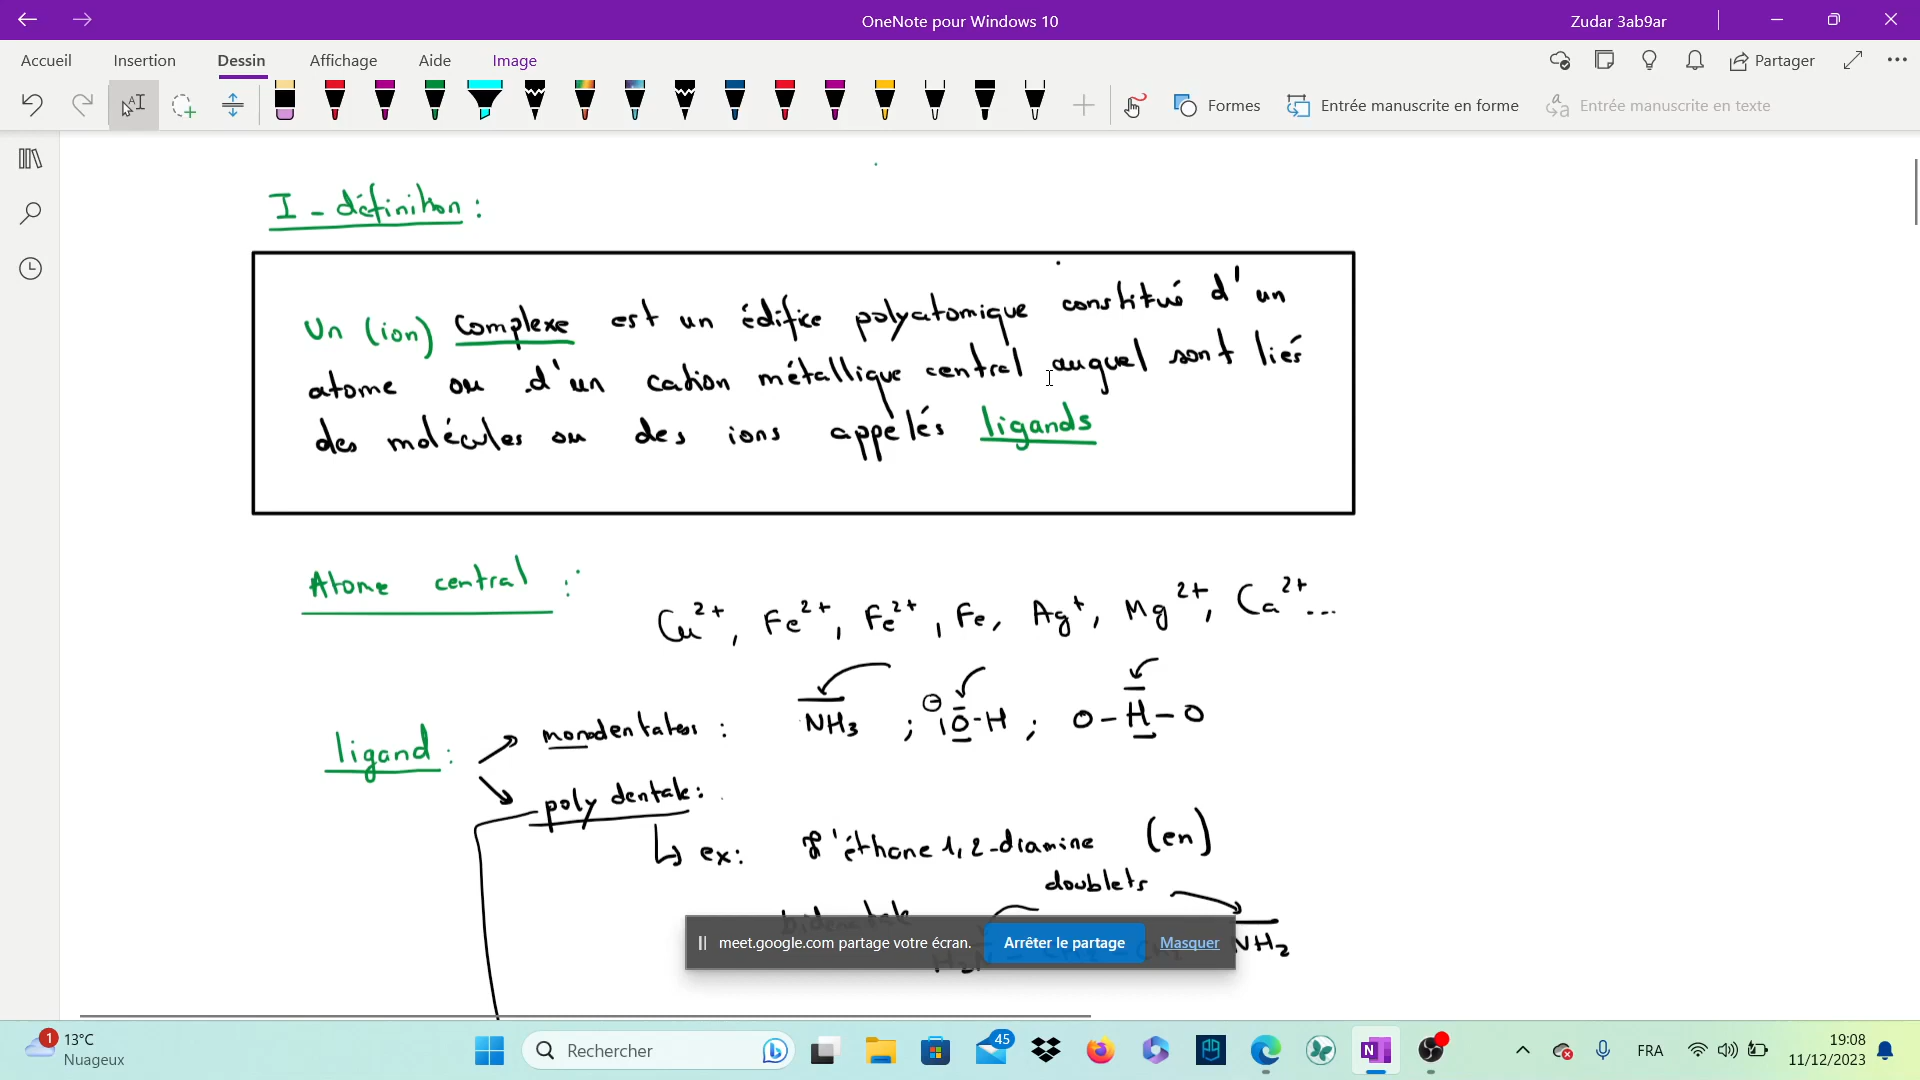 OneNote pour Windows 10
Zudar 3ab9ar
Accueil Insertion Dessin Affichage Aide Image
Partager
Formes Entrée manuscrite en forme Entrée manuscrite en texte
I - définition :
Un (ion) Complexe est un édifice polyatomique constitué d'un
atome ou d'un cation métallique central auquel sont liés
des molécules ou des ions appelés ligands
Atome central :
Cu2+, Fe2+, Fe2+, Fe, Ag+, Mg2+, Ca2+...
ligand : monodentates : NH3 ; ⊖ |O-H ; O-H-O
poly dentale :
ex: l'éthane 1,2-diamine (en)
doublets
NH2
meet.google.com partage votre écran. Arrêter le partage Masquer
1 13°C
Nuageux
Rechercher
45
FRA
19:08
11/12/2023